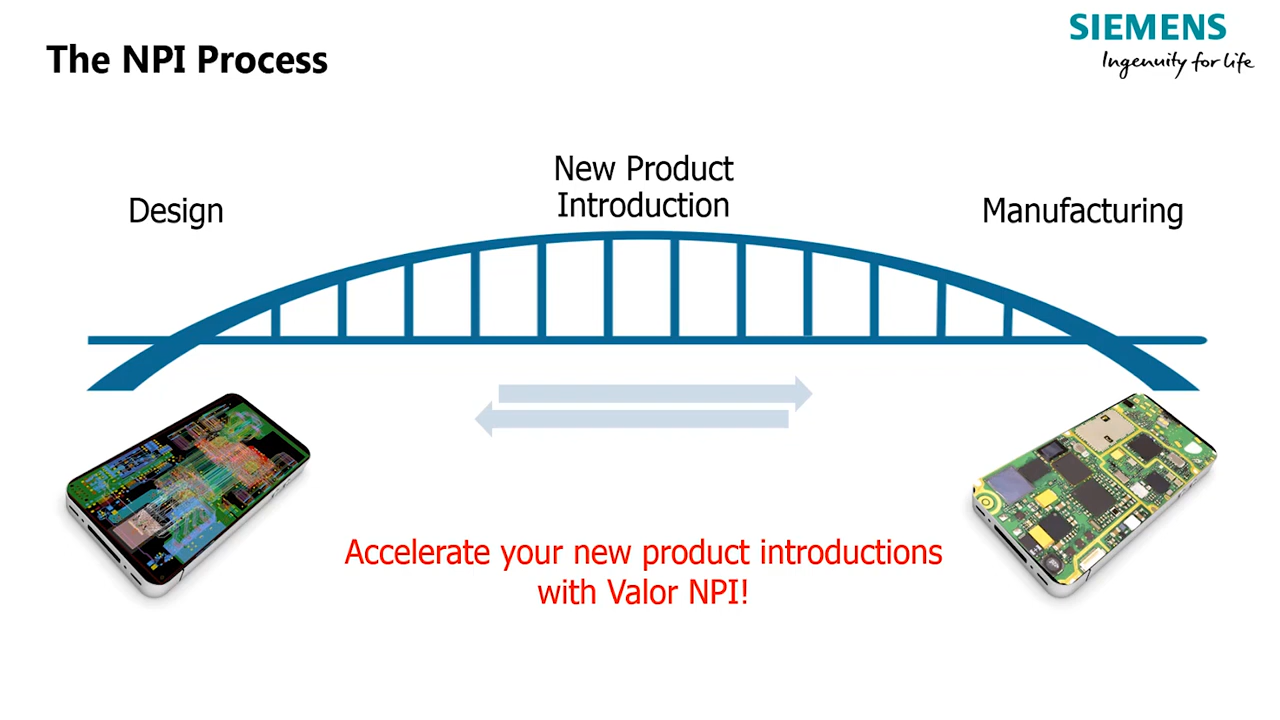 The NPI Process
SIEMENS
Ingenuity for life
New Product
Introduction
Design
Manufacturing
Accelerate your new product introductions
with Valor NPI!